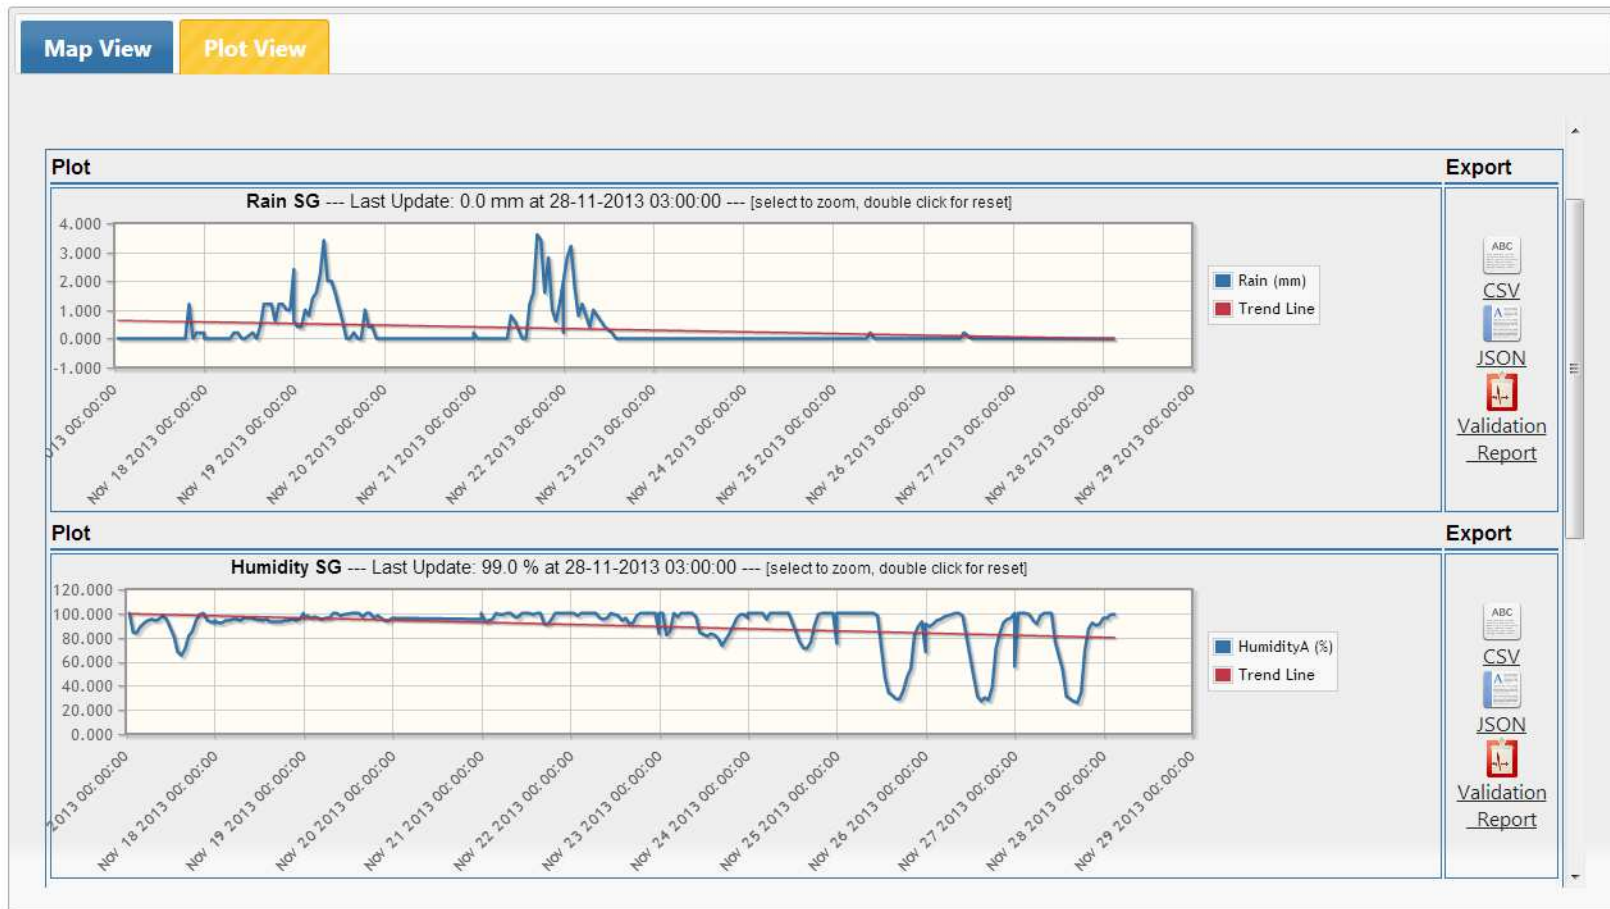 Map View
Plot View
Plot
Export
Rain SG --- Last Update: 0.0 mm at 28-11-2013 03:00:00 --- [select to zoom, double click for reset]
4.000
3.000
2.000
1.000
0.000
-1.000
Rain (mm)
Trend Line
013 00:00:00
Nov 18 2013 00:00:00
Nov 19 2013 00:00:00
Nov 20 2013 00:00:00
Nov 21 2013 00:00:00
Nov 22 2013 00:00:00
Nov 23 2013 00:00:00
Nov 24 2013 00:00:00
Nov 25 2013 00:00:00
Nov 26 2013 00:00:00
Nov 27 2013 00:00:00
Nov 28 2013 00:00:00
Nov 29 2013 00:00:00
ABC
CSV
A
JSON
Validation
Report
Plot
Export
Humidity SG --- Last Update: 99.0 % at 28-11-2013 03:00:00 --- [select to zoom, double click for reset]
120.000
100.000
80.000
60.000
40.000
20.000
0.000
HumidityA (%)
Trend Line
2013 00:00:00
Nov 18 2013 00:00:00
Nov 19 2013 00:00:00
Nov 20 2013 00:00:00
Nov 21 2013 00:00:00
Nov 22 2013 00:00:00
Nov 23 2013 00:00:00
Nov 24 2013 00:00:00
Nov 25 2013 00:00:00
Nov 26 2013 00:00:00
Nov 27 2013 00:00:00
Nov 28 2013 00:00:00
Nov 29 2013 00:00:00
ABC
CSV
A
JSON
Validation
Report